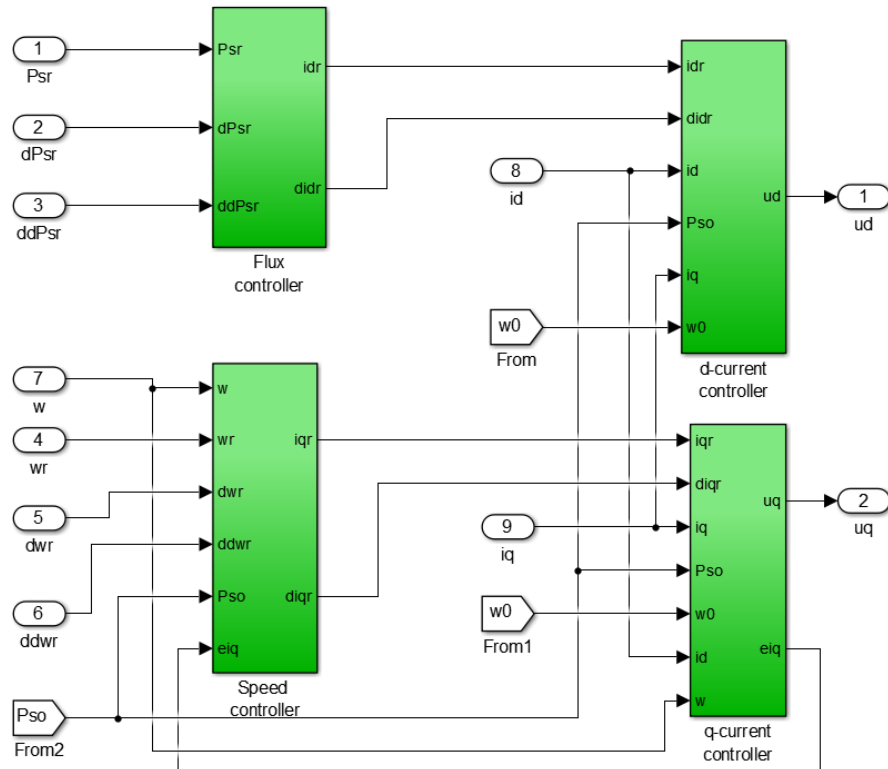 1
Psr
2
dPsr
3
ddPsr
Psr
dPsr
ddPsr
idr
didr
Flux
controller
8
id
idr
didr
id
Pso
iq
w0
ud
d-current
controller
w0
From
1
ud
7
w
4
wr
5
dwr
6
ddwr
Pso
From2
w
wr
dwr
ddwr
Pso
eiq
iqr
diqr
Speed
controller
9
iq
w0
From1
iqr
diqr
iq
Pso
w0
id
w
uq
eiq
q-current
controller
2
uq